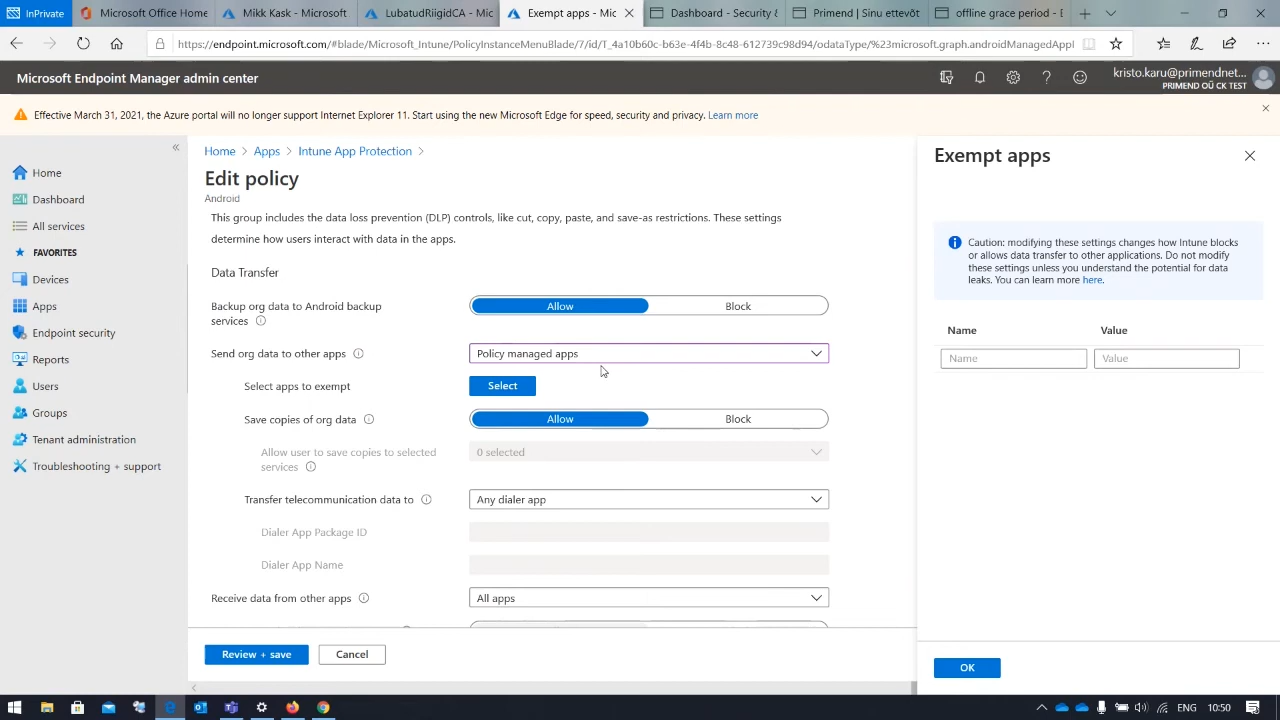 InPrivate
Microsoft Office Home
Mikk Kask - Microsoft
LubatudRiigidCA - Mic
Exempt apps - Mic
Dashboard - Security &
Primend | Sinu ettevõt
offline grace period - D
https://endpoint.microsoft.com/#blade/Microsoft_Intune/PolicyInstanceMenuBlade/7/id/T_4a10b60c-b63e-4f4b-8c48-612739c98d94/odataType/%23microsoft.graph.androidManagedAppl
Microsoft Endpoint Manager admin center
kristo.karu@primendnet...
PRIMEND OÜ CK TEST
Effective March 31, 2021, the Azure portal will no longer support Internet Explorer 11. Start using the new Microsoft Edge for speed, security and privacy. Learn more
Home
Dashboard
All services
FAVORITES
Devices
Apps
Endpoint security
Reports
Users
Groups
Tenant administration
Troubleshooting + support
Home > Apps > Intune App Protection >
Edit policy
Android
This group includes the data loss prevention (DLP) controls, like cut, copy, paste, and save-as restrictions. These settings
determine how users interact with data in the apps.
Data Transfer
Backup org data to Android backup
services
Allow
Block
Send org data to other apps
Policy managed apps
Select apps to exempt
Select
Save copies of org data
Allow
Block
Allow user to save copies to selected
services
0 selected
Transfer telecommunication data to
Any dialer app
Dialer App Package ID
Dialer App Name
Receive data from other apps
All apps
Review + save
Cancel
Exempt apps
Caution: modifying these settings changes how Intune blocks
or allows data transfer to other applications. Do not modify
these settings unless you understand the potential for data
leaks. You can learn more here.
Name
Value
Name
Value
OK
ENG
10:50